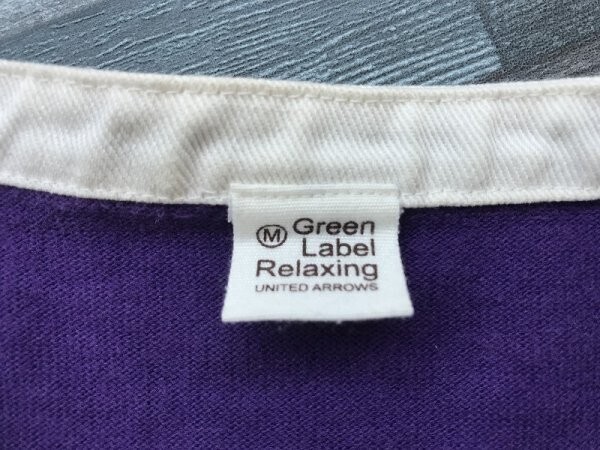 Ⓜ Green
Label
Relaxing
UNITED ARROWS